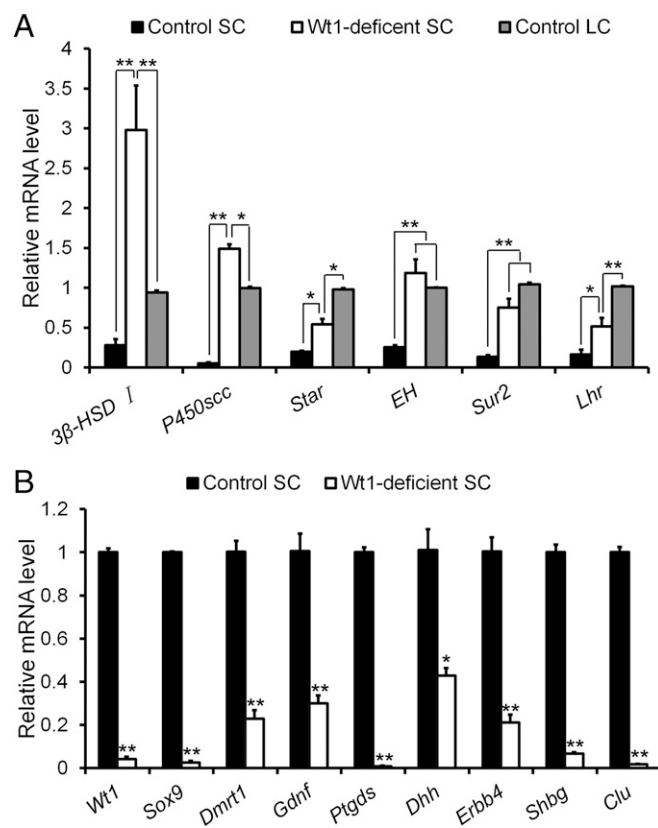 A
Control SC Wt1-deficent SC Control LC
Relative mRNA level
4
3.5
3
2.5
2
1.5
1
0.5
0
** **
** *
* *
**
**
* **
3β-HSD I P450scc Star EH Sur2 Lhr
B
Control SC Wt1-deficient SC
Relative mRNA level
1.2
1
0.8
0.6
0.4
0.2
0
** ** ** ** ** * ** ** **
Wt1 Sox9 Dmrt1 Gdnf Ptgds Dhh Erbb4 Shbg Clu